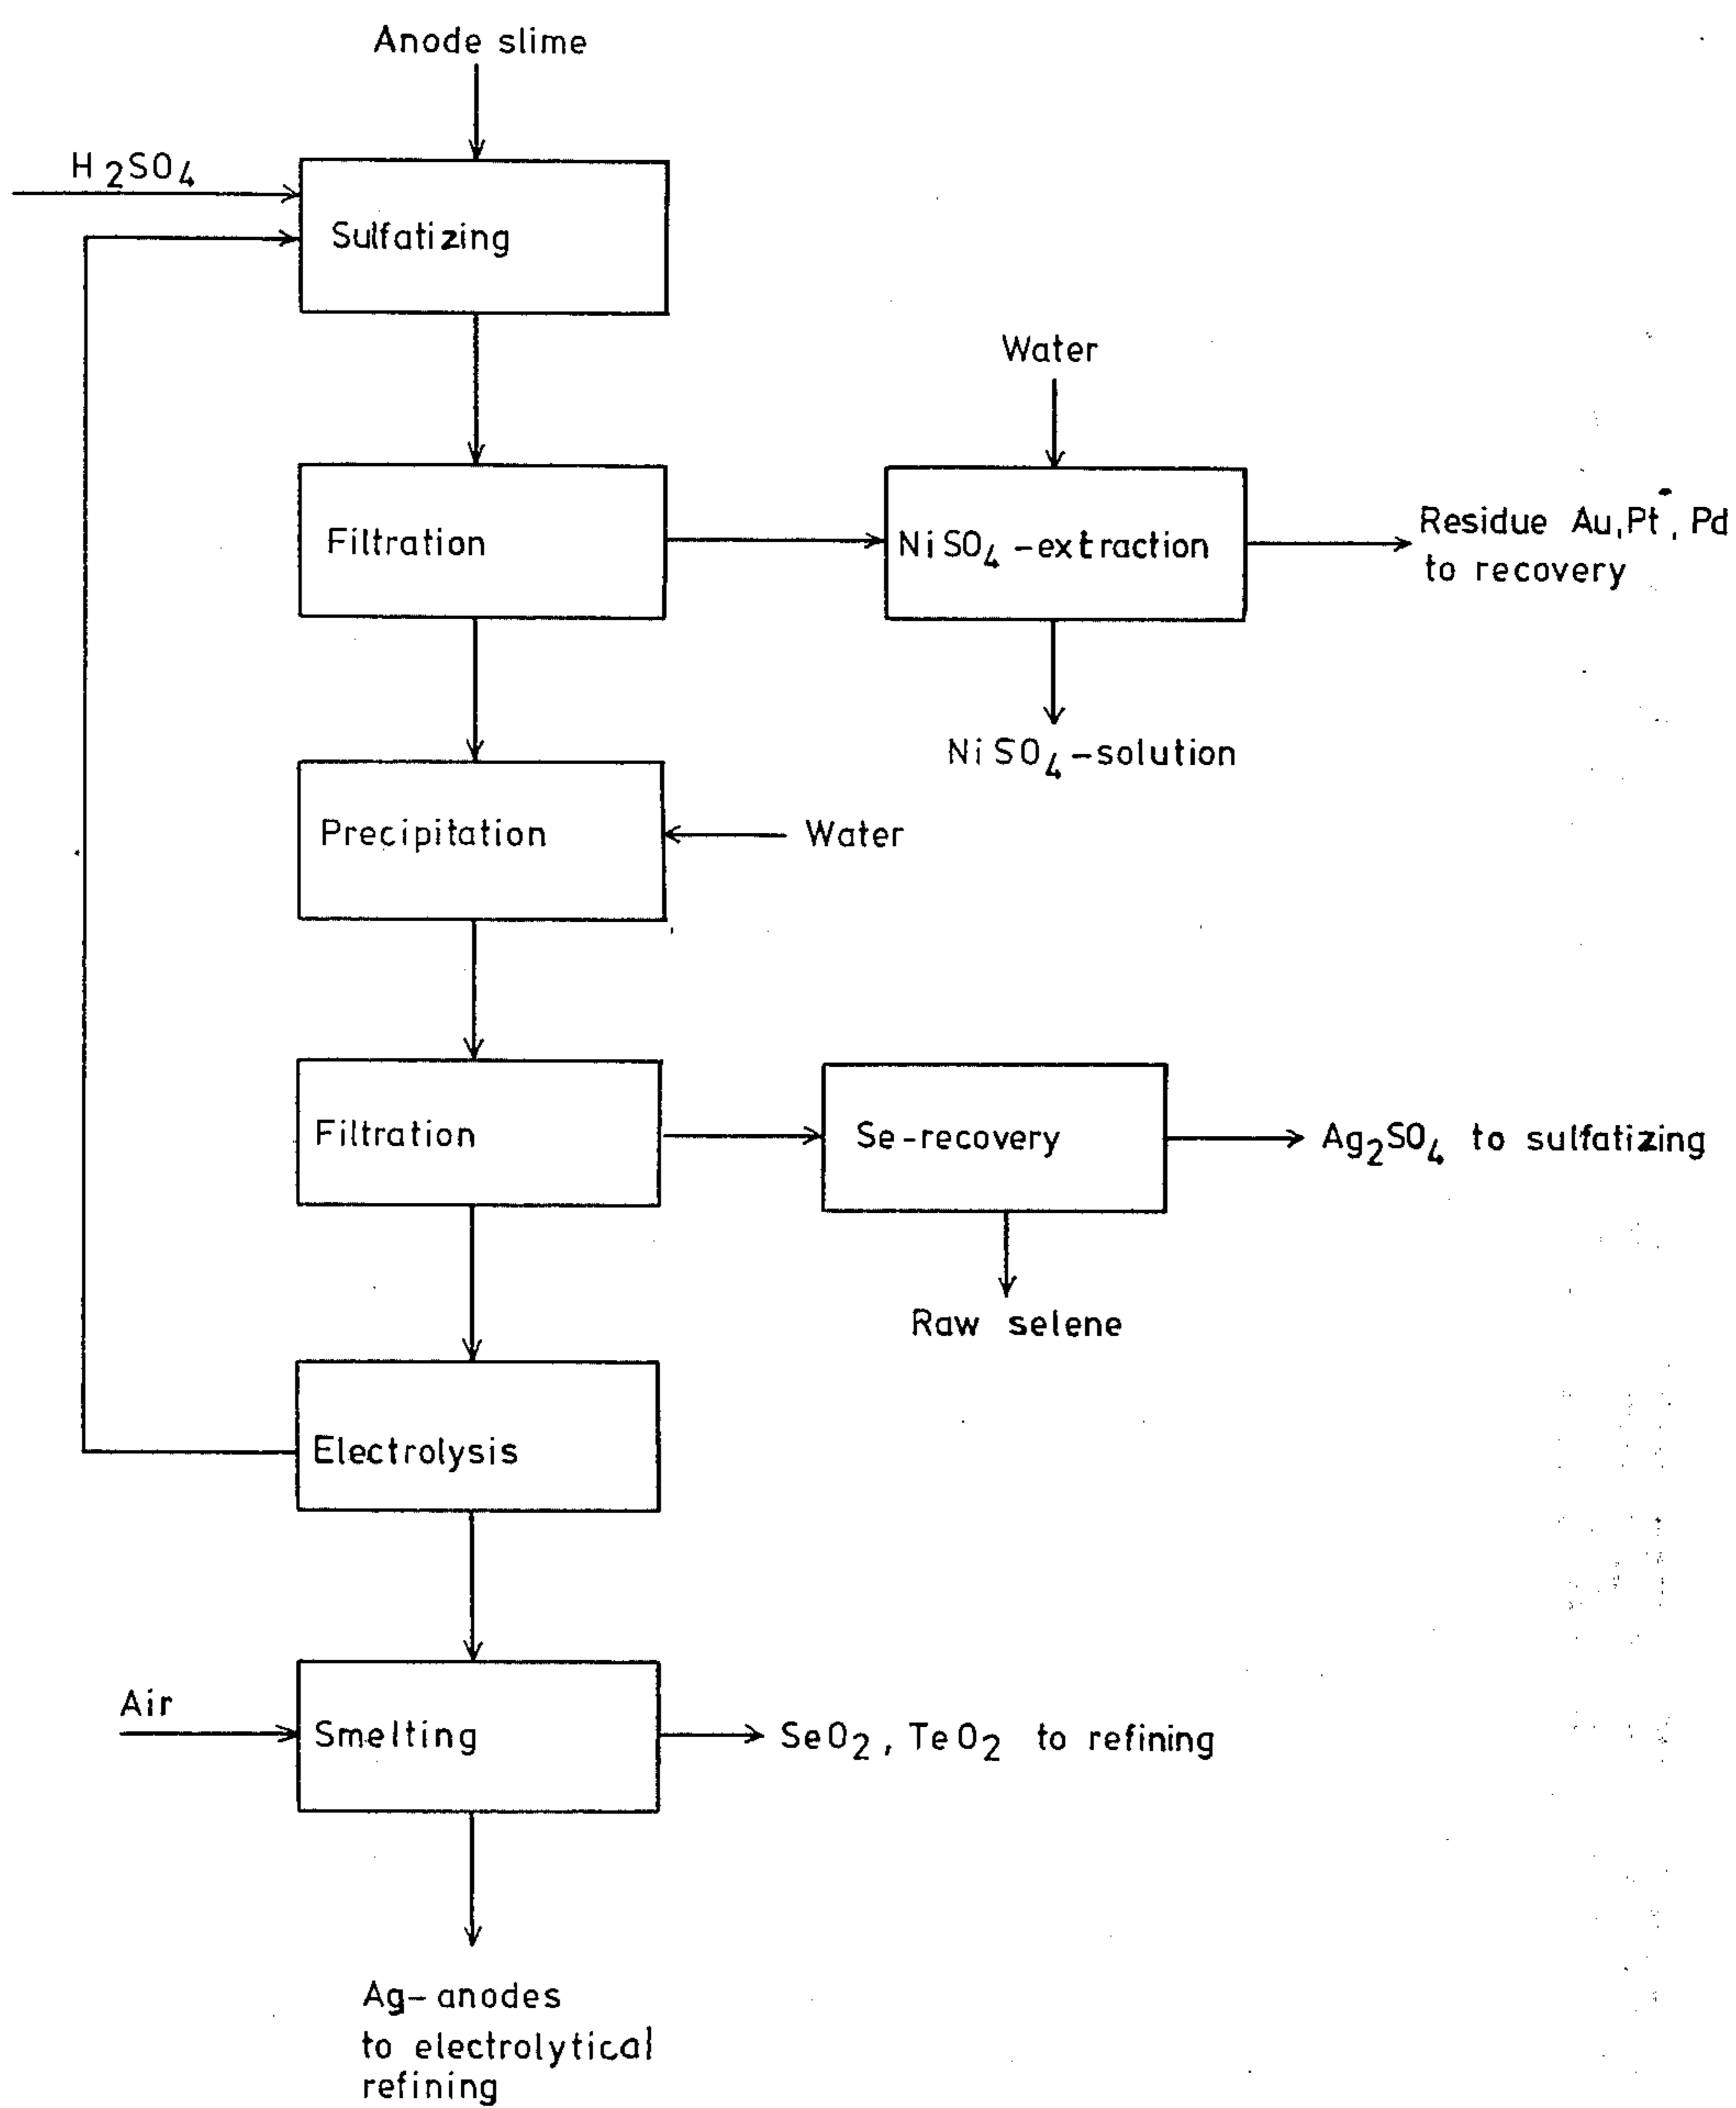 Anode slime
H2SO4
Sulfatizing
Water
Filtration
NiSO4-extraction
Residue Au, Pt, Pd
to recovery
NiSO4-solution
Precipitation
Water
Filtration
Se-recovery
Ag2SO4 to sulfatizing
Raw selene
Electrolysis
Air
Smelting
SeO2, TeO2 to refining
Ag-anodes
to electrolytical
refining